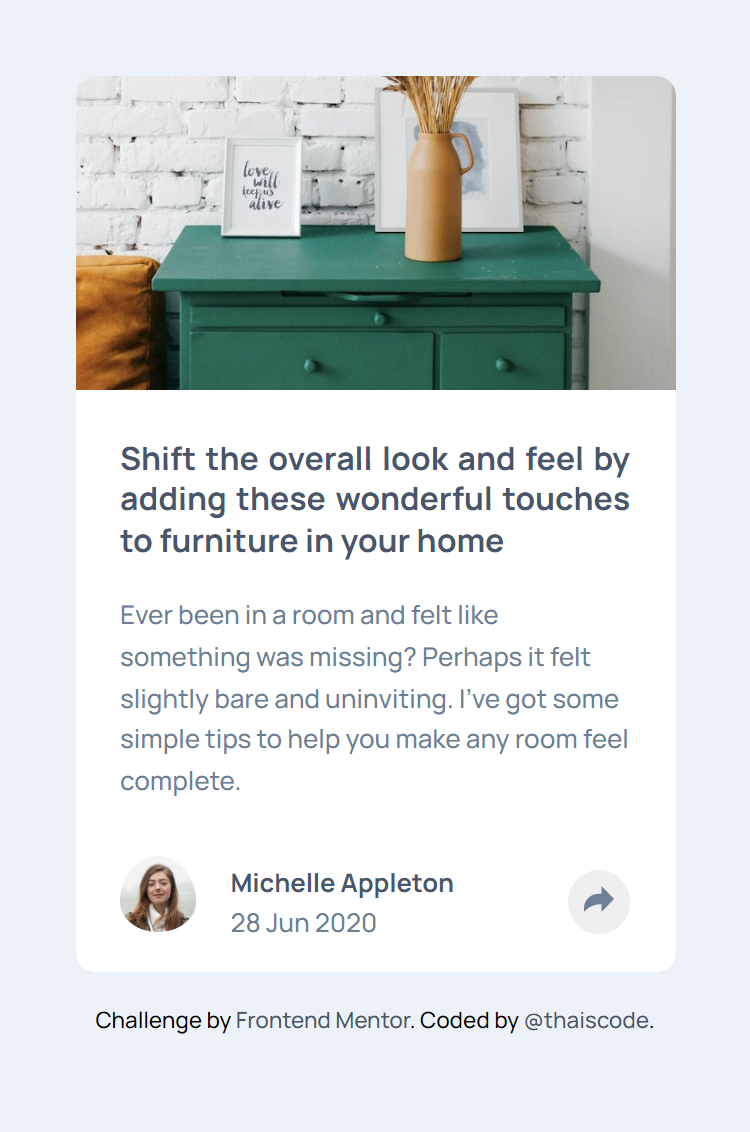 love
will
keep us
alive
Shift the overall look and feel by
adding these wonderful touches
to furniture in your home
Ever been in a room and felt like
something was missing? Perhaps it felt
slightly bare and uninviting. I’ve got some
simple tips to help you make any room feel
complete.
Michelle Appleton
28 Jun 2020
Challenge by Frontend Mentor. Coded by @thaiscode.